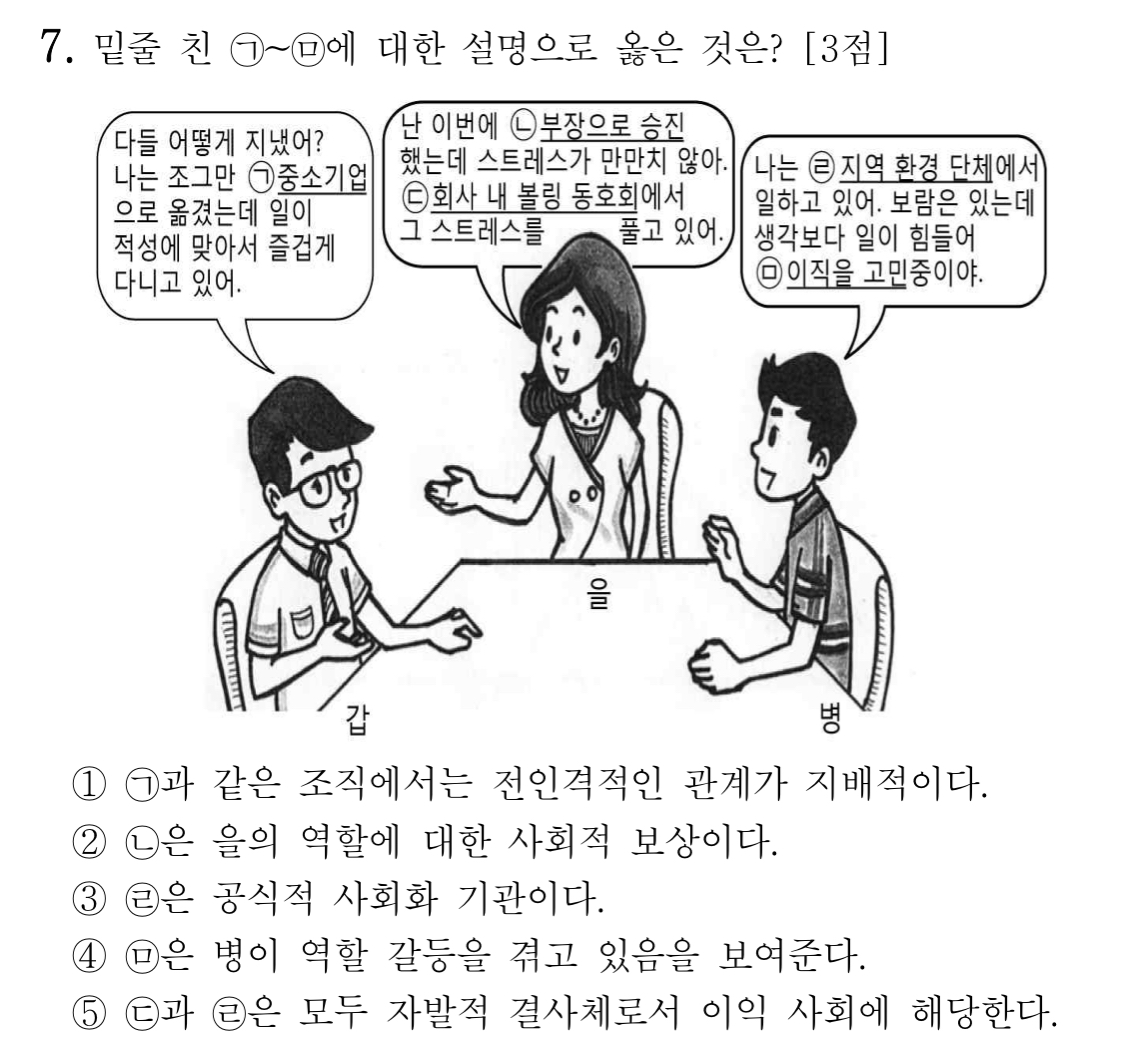 7. 밑줄 친 ㉠~㉤에 대한 설명으로 옳은 것은? [3점]
다들 어떻게 지냈어?
나는 조그만 ㉠중소기업
으로 옮겼는데 일이
적성에 맞아서 즐겁게
다니고 있어.
난 이번에 ㉡부장으로 승진
했는데 스트레스가 만만치 않아.
㉢회사 내 볼링 동호회에서
그 스트레스를 풀고 있어.
나는 ㉣지역 환경 단체에서
일하고 있어. 보람은 있는데
생각보다 일이 힘들어
㉤이직을 고민중이야.
갑
을
병
① ㉠과 같은 조직에서는 전인격적인 관계가 지배적이다.
② ㉡은 을의 역할에 대한 사회적 보상이다.
③ ㉣은 공식적 사회화 기관이다.
④ ㉤은 병이 역할 갈등을 겪고 있음을 보여준다.
⑤ ㉢과 ㉣은 모두 자발적 결사체로서 이익 사회에 해당한다.